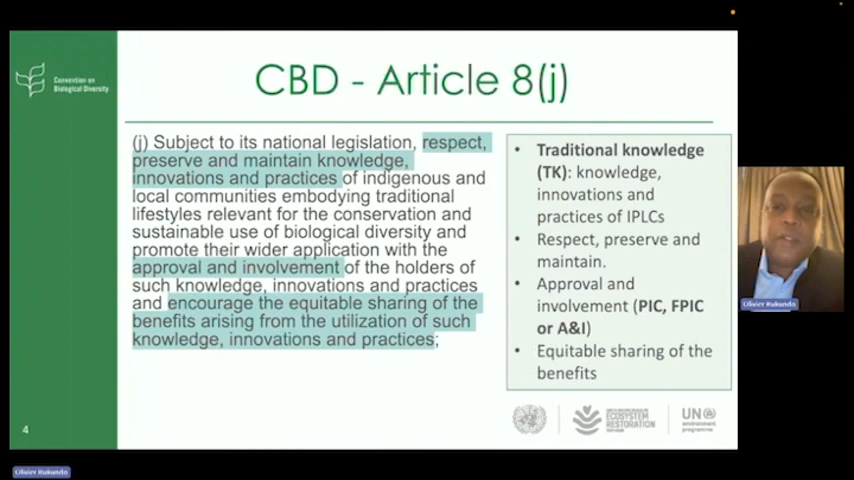 Convention on
Biological Diversity
CBD - Article 8(j)
(j) Subject to its national legislation, respect,
preserve and maintain knowledge,
innovations and practices of indigenous and
local communities embodying traditional
lifestyles relevant for the conservation and
sustainable use of biological diversity and
promote their wider application with the
approval and involvement of the holders of
such knowledge, innovations and practices
and encourage the equitable sharing of the
benefits arising from the utilization of such
knowledge, innovations and practices;
• Traditional knowledge
(TK): knowledge,
innovations and
practices of IPLCs
• Respect, preserve and
maintain.
• Approval and
involvement (PIC, FPIC
or A&I)
• Equitable sharing of the
benefits
4
ECOSYSTEM
RESTORATION
UN
environment
programme
Olivier Rukundo
Olivier Rukundo